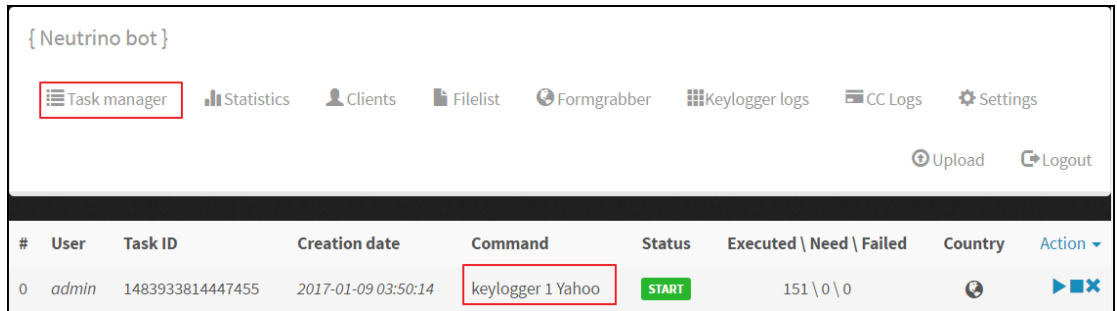 { Neutrino bot }
Task manager Statistics Clients Filelist Formgrabber Keylogger logs CC Logs Settings
Upload Logout
# User Task ID Creation date Command Status Executed \ Need \ Failed Country Action
0 admin 1483933814447455 2017-01-09 03:50:14 keylogger 1 Yahoo START 151 \ 0 \ 0